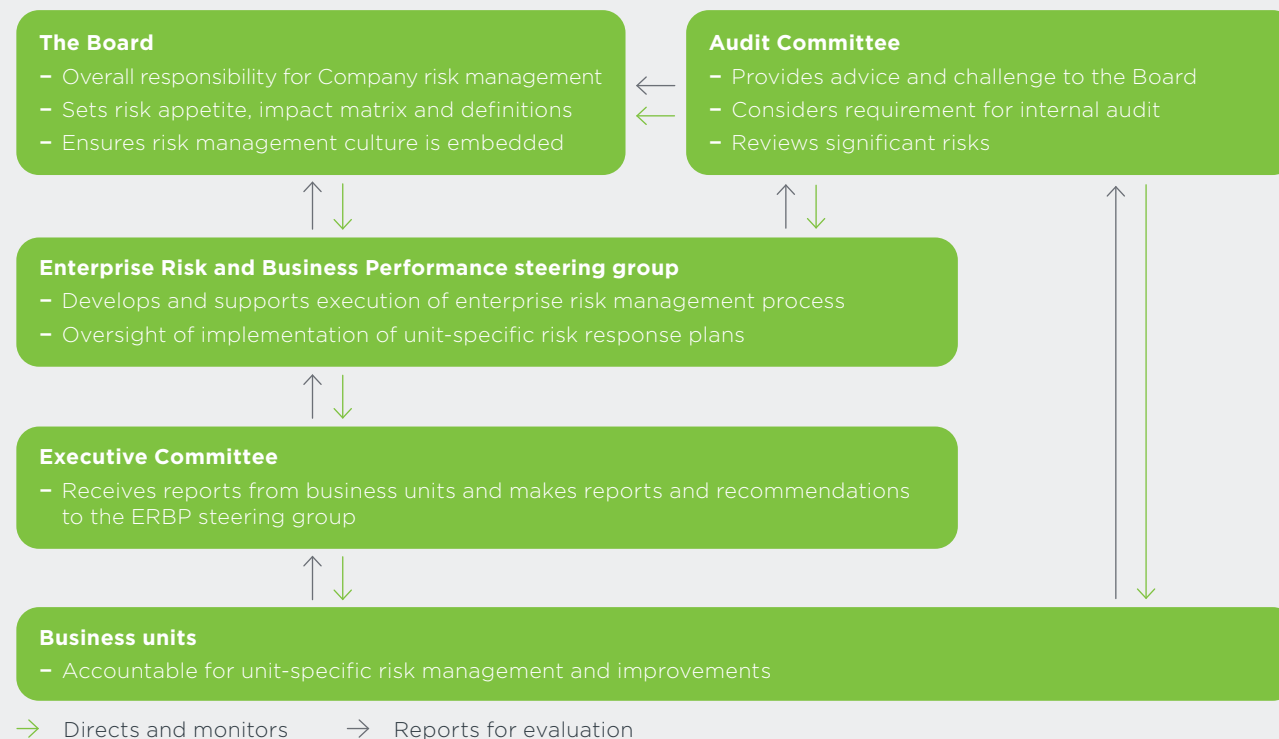 The Board
– Overall responsibility for Company risk management
– Sets risk appetite, impact matrix and definitions
– Ensures risk management culture is embedded
Audit Committee
– Provides advice and challenge to the Board
– Considers requirement for internal audit
– Reviews significant risks
Enterprise Risk and Business Performance steering group
– Develops and supports execution of enterprise risk management process
– Oversight of implementation of unit-specific risk response plans
Executive Committee
– Receives reports from business units and makes reports and recommendations
to the ERBP steering group
Business units
– Accountable for unit-specific risk management and improvements
→ Directs and monitors → Reports for evaluation